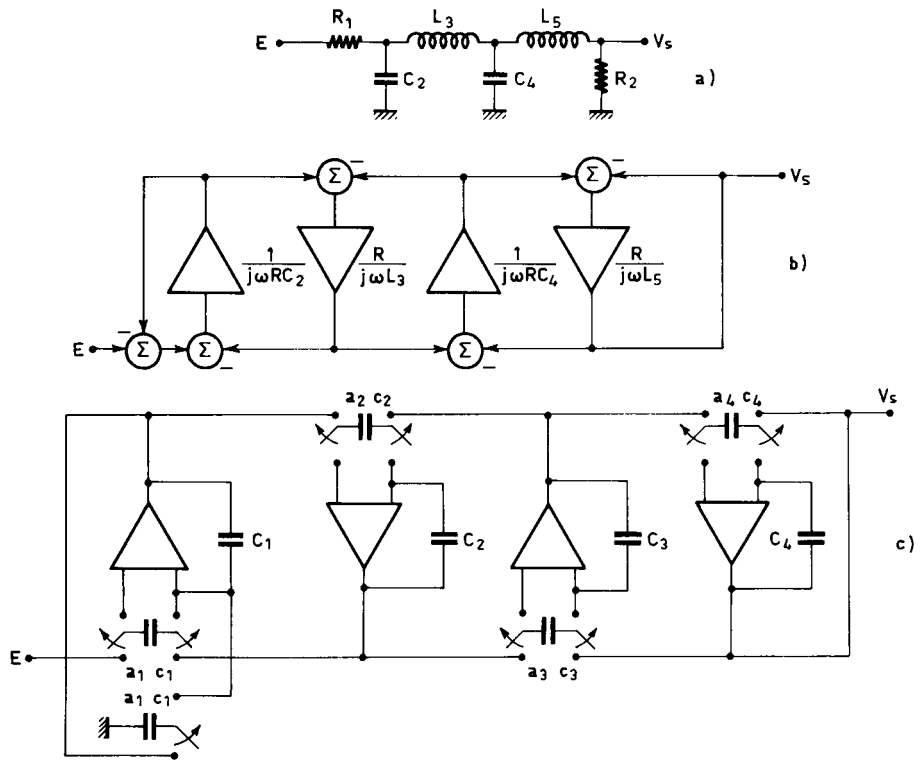 R1 L3 L5
E VS
C2 C4 R2
a)
Σ − Σ −
VS
1/jωRC2 R/jωL3 1/jωRC4 R/jωL5
b)
−
E Σ Σ − Σ −
a2 c2 a4 c4 VS
C1 C2 C3 C4
c)
E
a1 c1 a3 c3
a1 c1